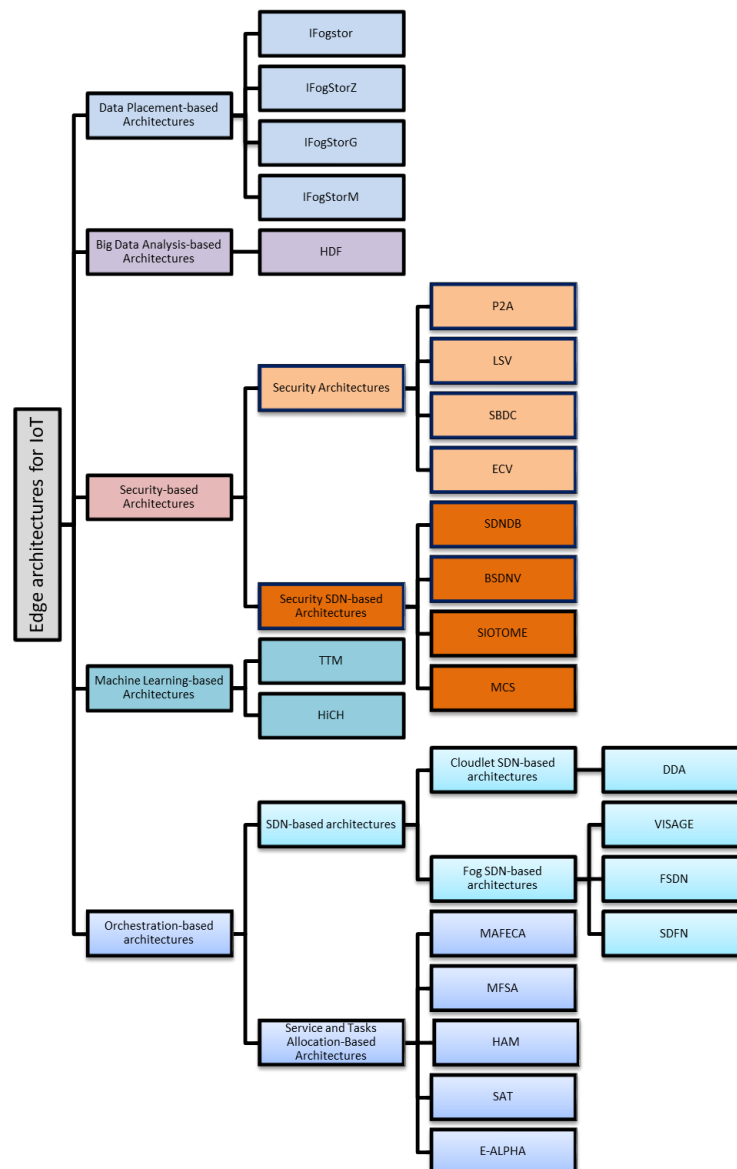 Edge architectures for IoT
Data Placement-based
Architectures
IFogstor
IFogStorZ
IFogStorG
IFogStorM
Big Data Analysis-based
Architectures
HDF
Security-based
Architectures
Security Architectures
P2A
LSV
SBDC
ECV
Security SDN-based
Architectures
SDNDB
BSDNV
SIOTOME
MCS
Machine Learning-based
Architectures
TTM
HiCH
Orchestration-based
architectures
SDN-based architectures
Cloudlet SDN-based
architectures
DDA
Fog SDN-based
architectures
VISAGE
FSDN
SDFN
Service and Tasks
Allocation-Based
Architectures
MAFECA
MFSA
HAM
SAT
E-ALPHA